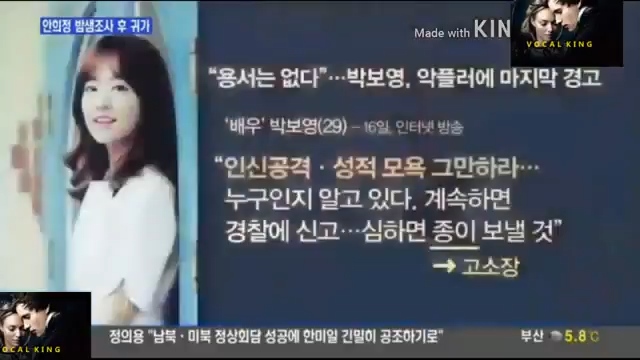 안희정 밤샘조사 후 귀가
Made with KIN
VOCAL KING
“용서는 없다”…박보영, 악플러에 마지막 경고
‘배우’ 박보영(29) – 16일, 인터넷 방송
“인신공격·성적 모욕 그만하라…
누구인지 알고 있다. 계속하면
경찰에 신고…심하면 종이 보낼 것”
→ 고소장
OCAL KING
정의용 "남북·미북 정상회담 성공에 한미일 긴밀히 공조하기로"
부산 5.8℃